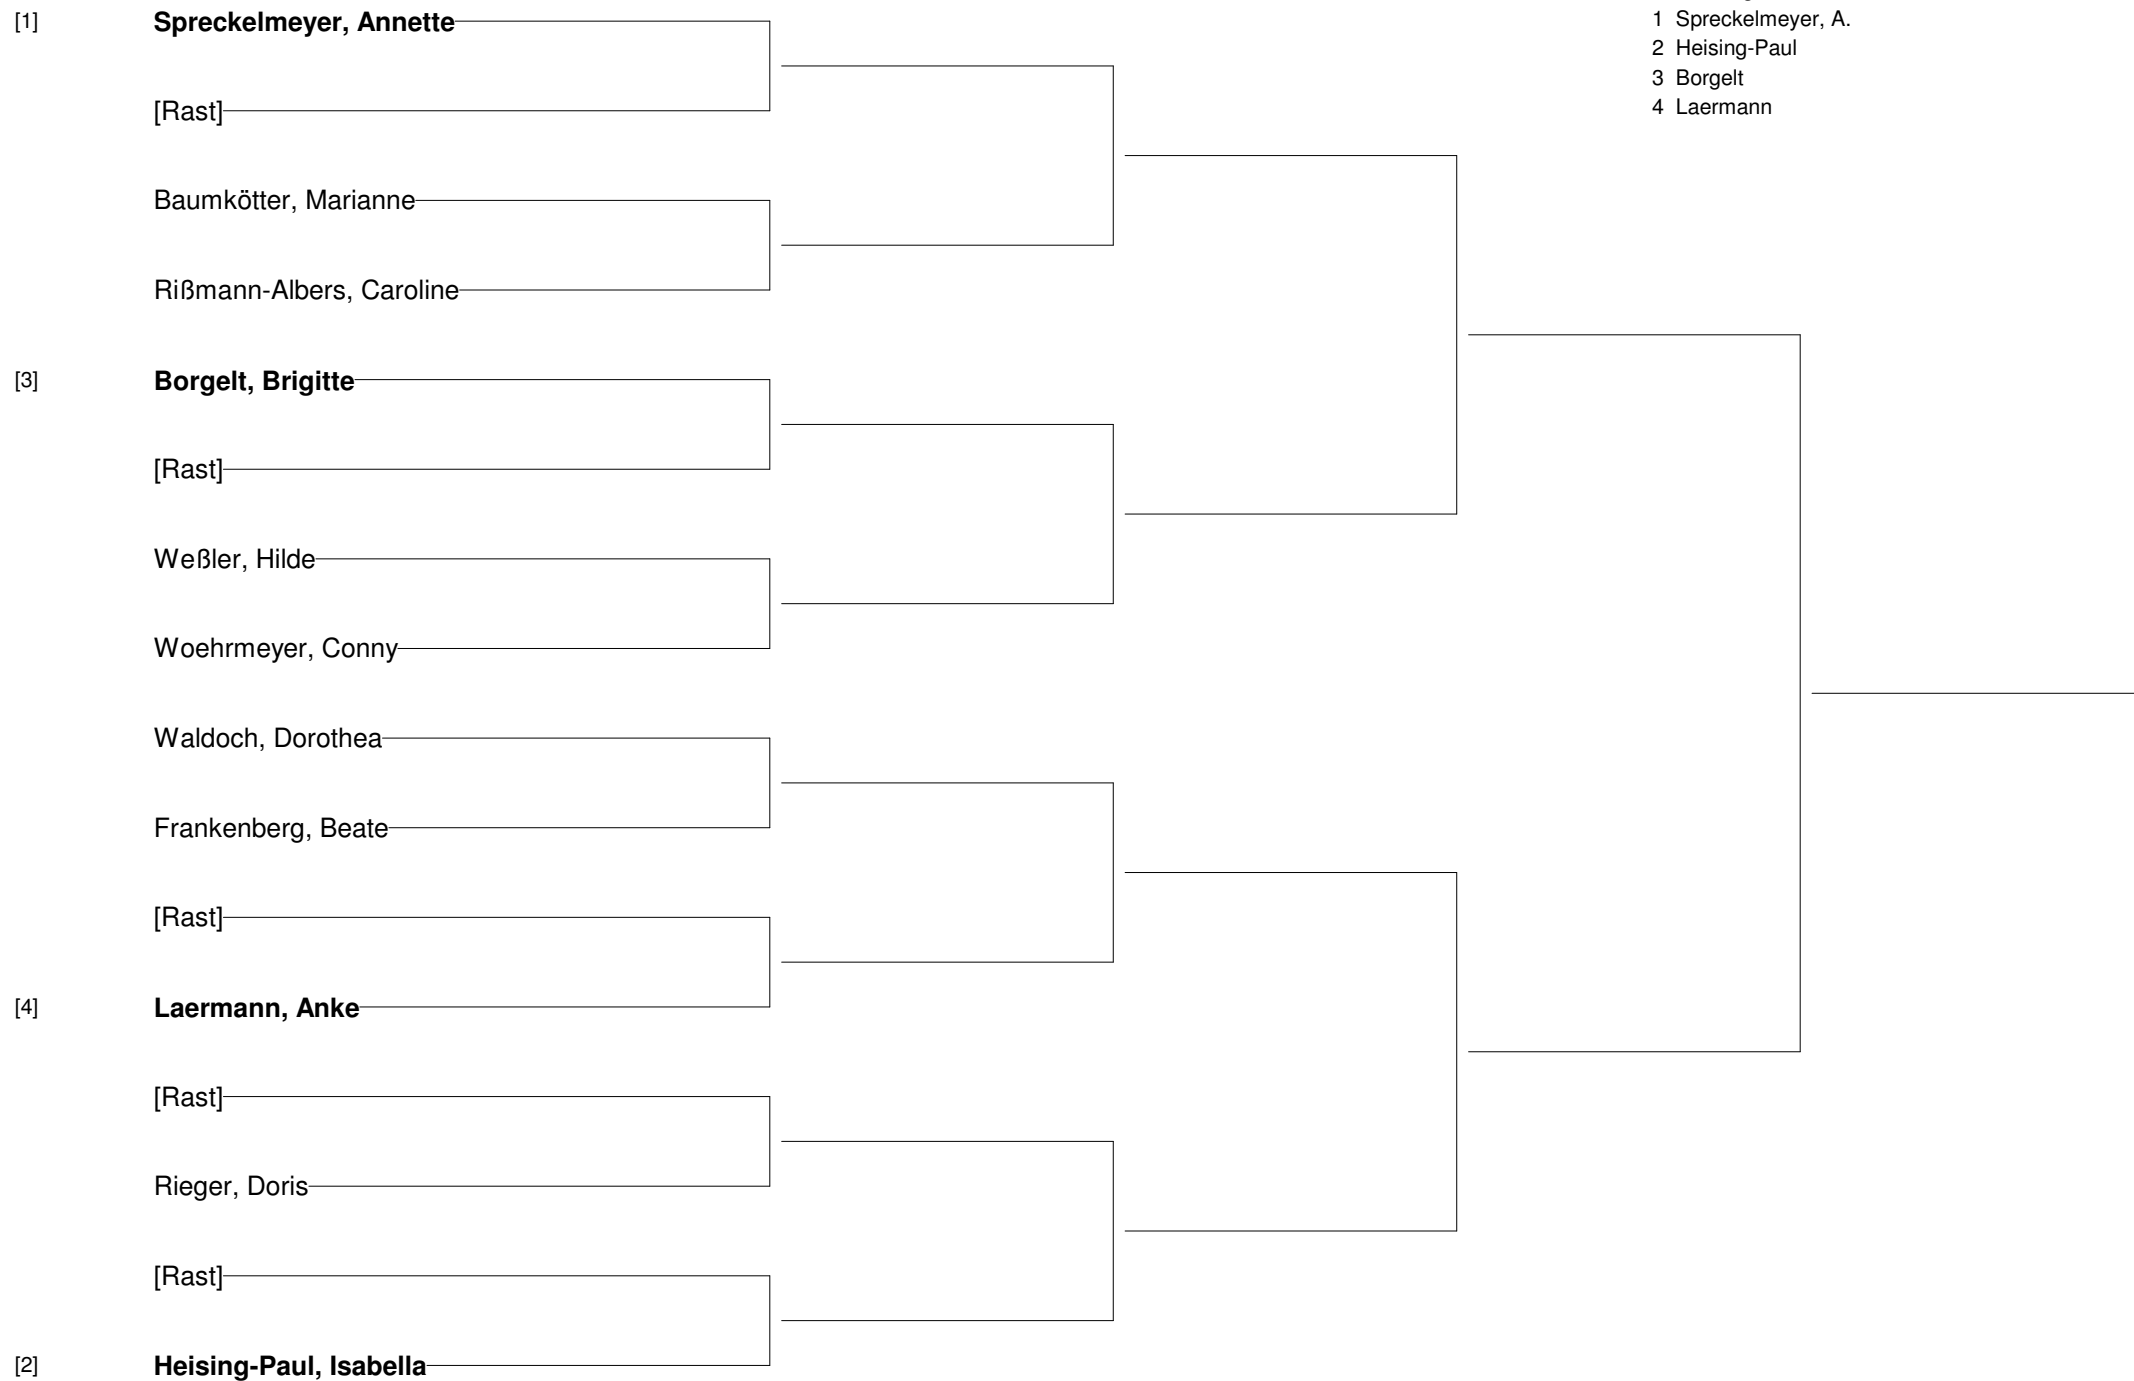 [1] Spreckelmeyer, Annette
1 Spreckelmeyer, A.
2 Heising-Paul
3 Borgelt
4 Laermann
[Rast]
Baumkötter, Marianne
Rißmann-Albers, Caroline
[3] Borgelt, Brigitte
[Rast]
Weßler, Hilde
Woehrmeyer, Conny
Waldoch, Dorothea
Frankenberg, Beate
[Rast]
[4] Laermann, Anke
[Rast]
Rieger, Doris
[Rast]
[2] Heising-Paul, Isabella